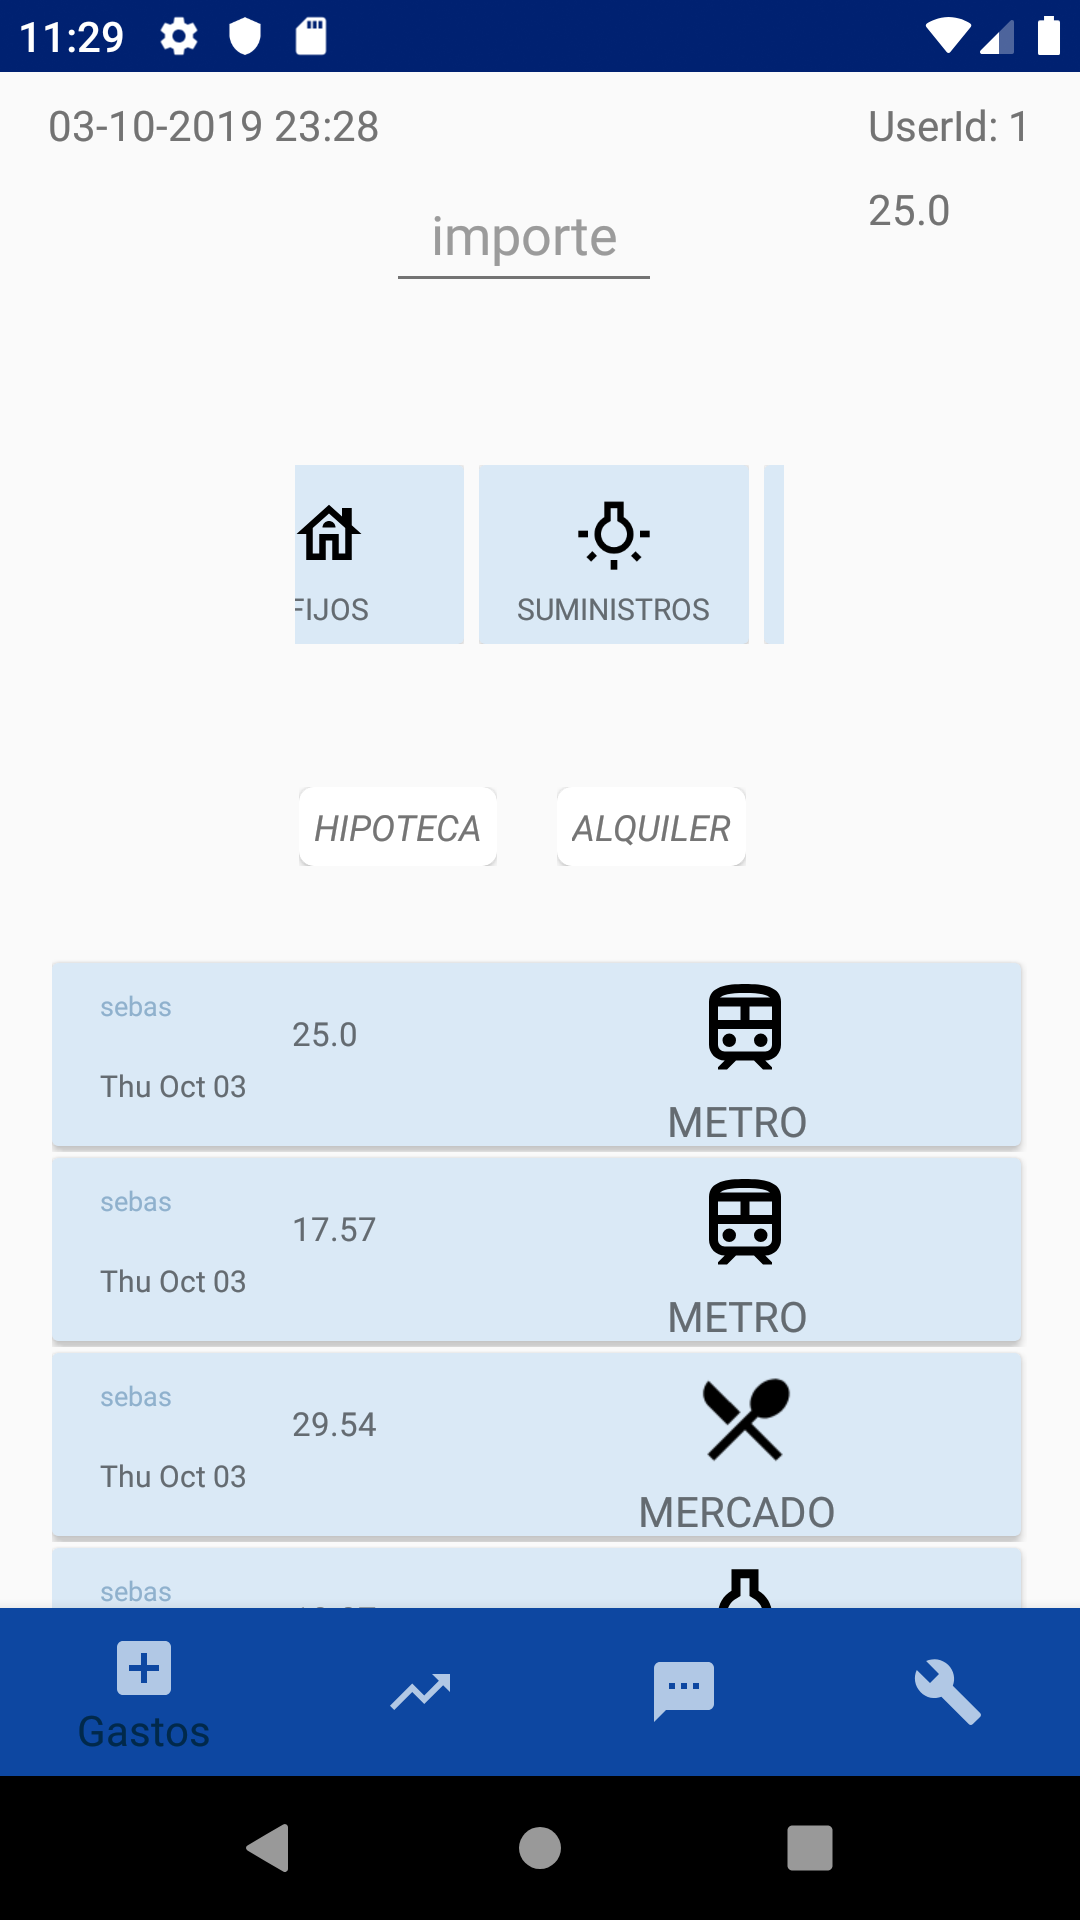 11:29
03-10-2019 23:28
UserId: 1
25.0
importe
FIJOS
SUMINISTROS
HIPOTECA
ALQUILER
sebas
25.0
Thu Oct 03
METRO
sebas
17.57
Thu Oct 03
METRO
sebas
29.54
Thu Oct 03
MERCADO
sebas
Gastos